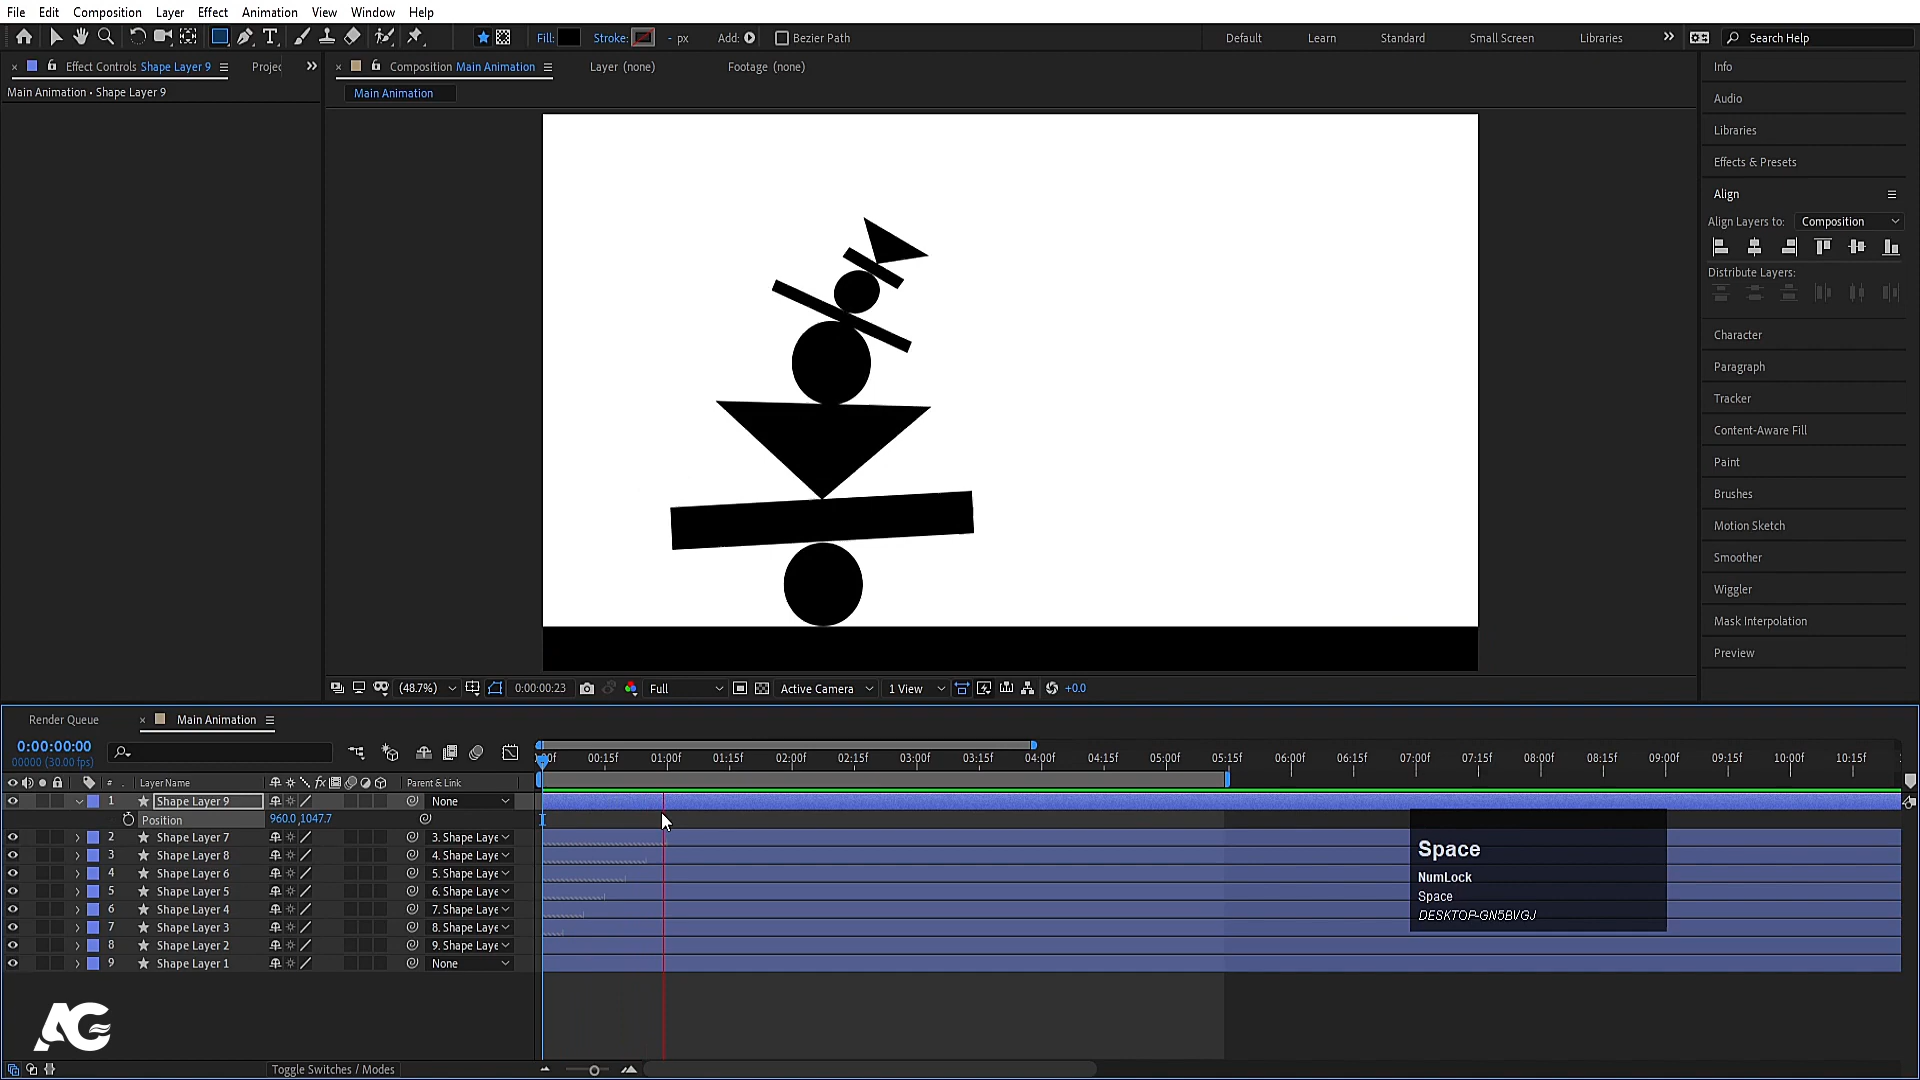 File Edit Composition Layer Effect Animation View Window Help
Fill: Stroke: - px Add: Bezier Path Default Learn Standard Small Screen Libraries Search Help
Effect Controls Shape Layer 9 Projec Composition Main Animation Layer (none) Footage (none)
Main Animation • Shape Layer 9
Main Animation
Info
Audio
Libraries
Effects & Presets
Align
Align Layers to: Composition
Distribute Layers:
Character
Paragraph
Tracker
Content-Aware Fill
Paint
Brushes
Motion Sketch
Smoother
Wiggler
Mask Interpolation
Preview
(48.7%) 0:00:00:23 Full Active Camera 1 View +0.0
Render Queue Main Animation
0:00:00:00
00000 (30.00 fps)
00f 00:15f 01:00f 01:15f 02:00f 02:15f 03:00f 03:15f 04:00f 04:15f 05:00f 05:15f 06:00f 06:15f 07:00f 07:15f 08:00f 08:15f 09:00f 09:15f 10:00f 10:15f
# Layer Name fx Parent & Link
1 Shape Layer 9 None
Position 960.0,1047.7
2 Shape Layer 7 3. Shape Laye
3 Shape Layer 8 4. Shape Laye
4 Shape Layer 6 5. Shape Laye
5 Shape Layer 5 6. Shape Laye
6 Shape Layer 4 7. Shape Laye
7 Shape Layer 3 8. Shape Laye
8 Shape Layer 2 9. Shape Laye
9 Shape Layer 1 None
Space
NumLock
Space
DESKTOP-GN5BVGJ
AG
Toggle Switches / Modes